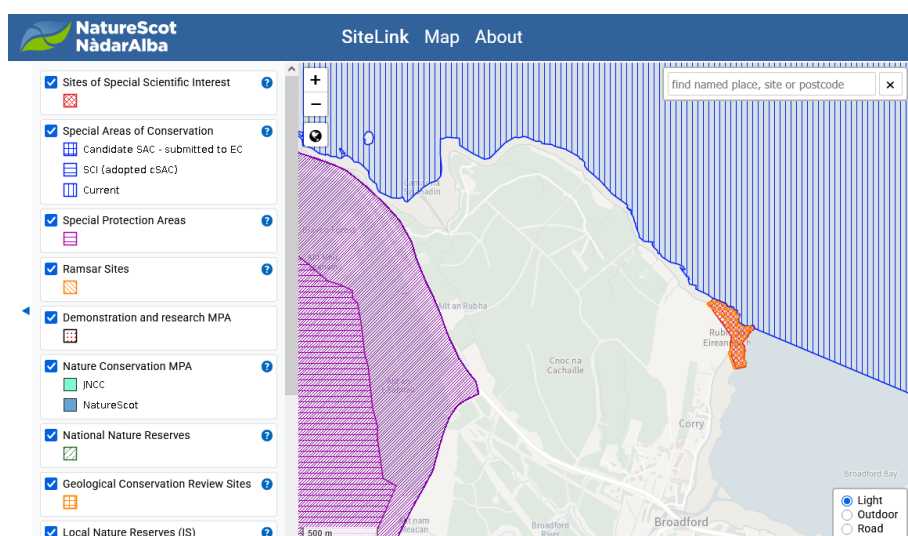 NatureScot
NàdarAlba
SiteLink Map About
Sites of Special Scientific Interest
Special Areas of Conservation
Candidate SAC - submitted to EC
SCI (adopted cSAC)
Current
Special Protection Areas
Ramsar Sites
Demonstration and research MPA
Nature Conservation MPA
JNCC
NatureScot
National Nature Reserves
Geological Conservation Review Sites
Local Nature Reserves (IS)
+
−
find named place, site or postcode
×
Allt an Rubha
Cnoc na
Cachaille
Corry
Broadford Bay
Broadford
Broadford
River
500 m
Light
Outdoor
Road